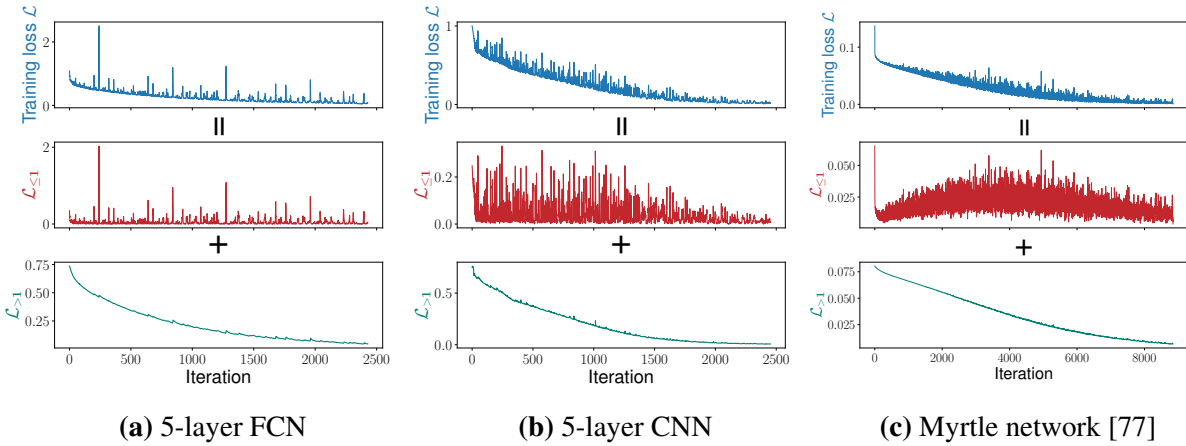 Training loss ℒ
2
0
=
ℒ≤1
2
0
+
ℒ>1
0.75
0.50
0.25
0 500 1000 1500 2000 2500
Iteration
(a) 5-layer FCN
Training loss ℒ
1
0
=
ℒ≤1
0.2
0.0
+
ℒ>1
0.5
0.0
0 500 1000 1500 2000 2500
Iteration
(b) 5-layer CNN
Training loss ℒ
0.1
0.0
=
ℒ≤1
0.050
0.025
+
ℒ>1
0.075
0.050
0.025
0 2000 4000 6000 8000
Iteration
(c) Myrtle network [77]